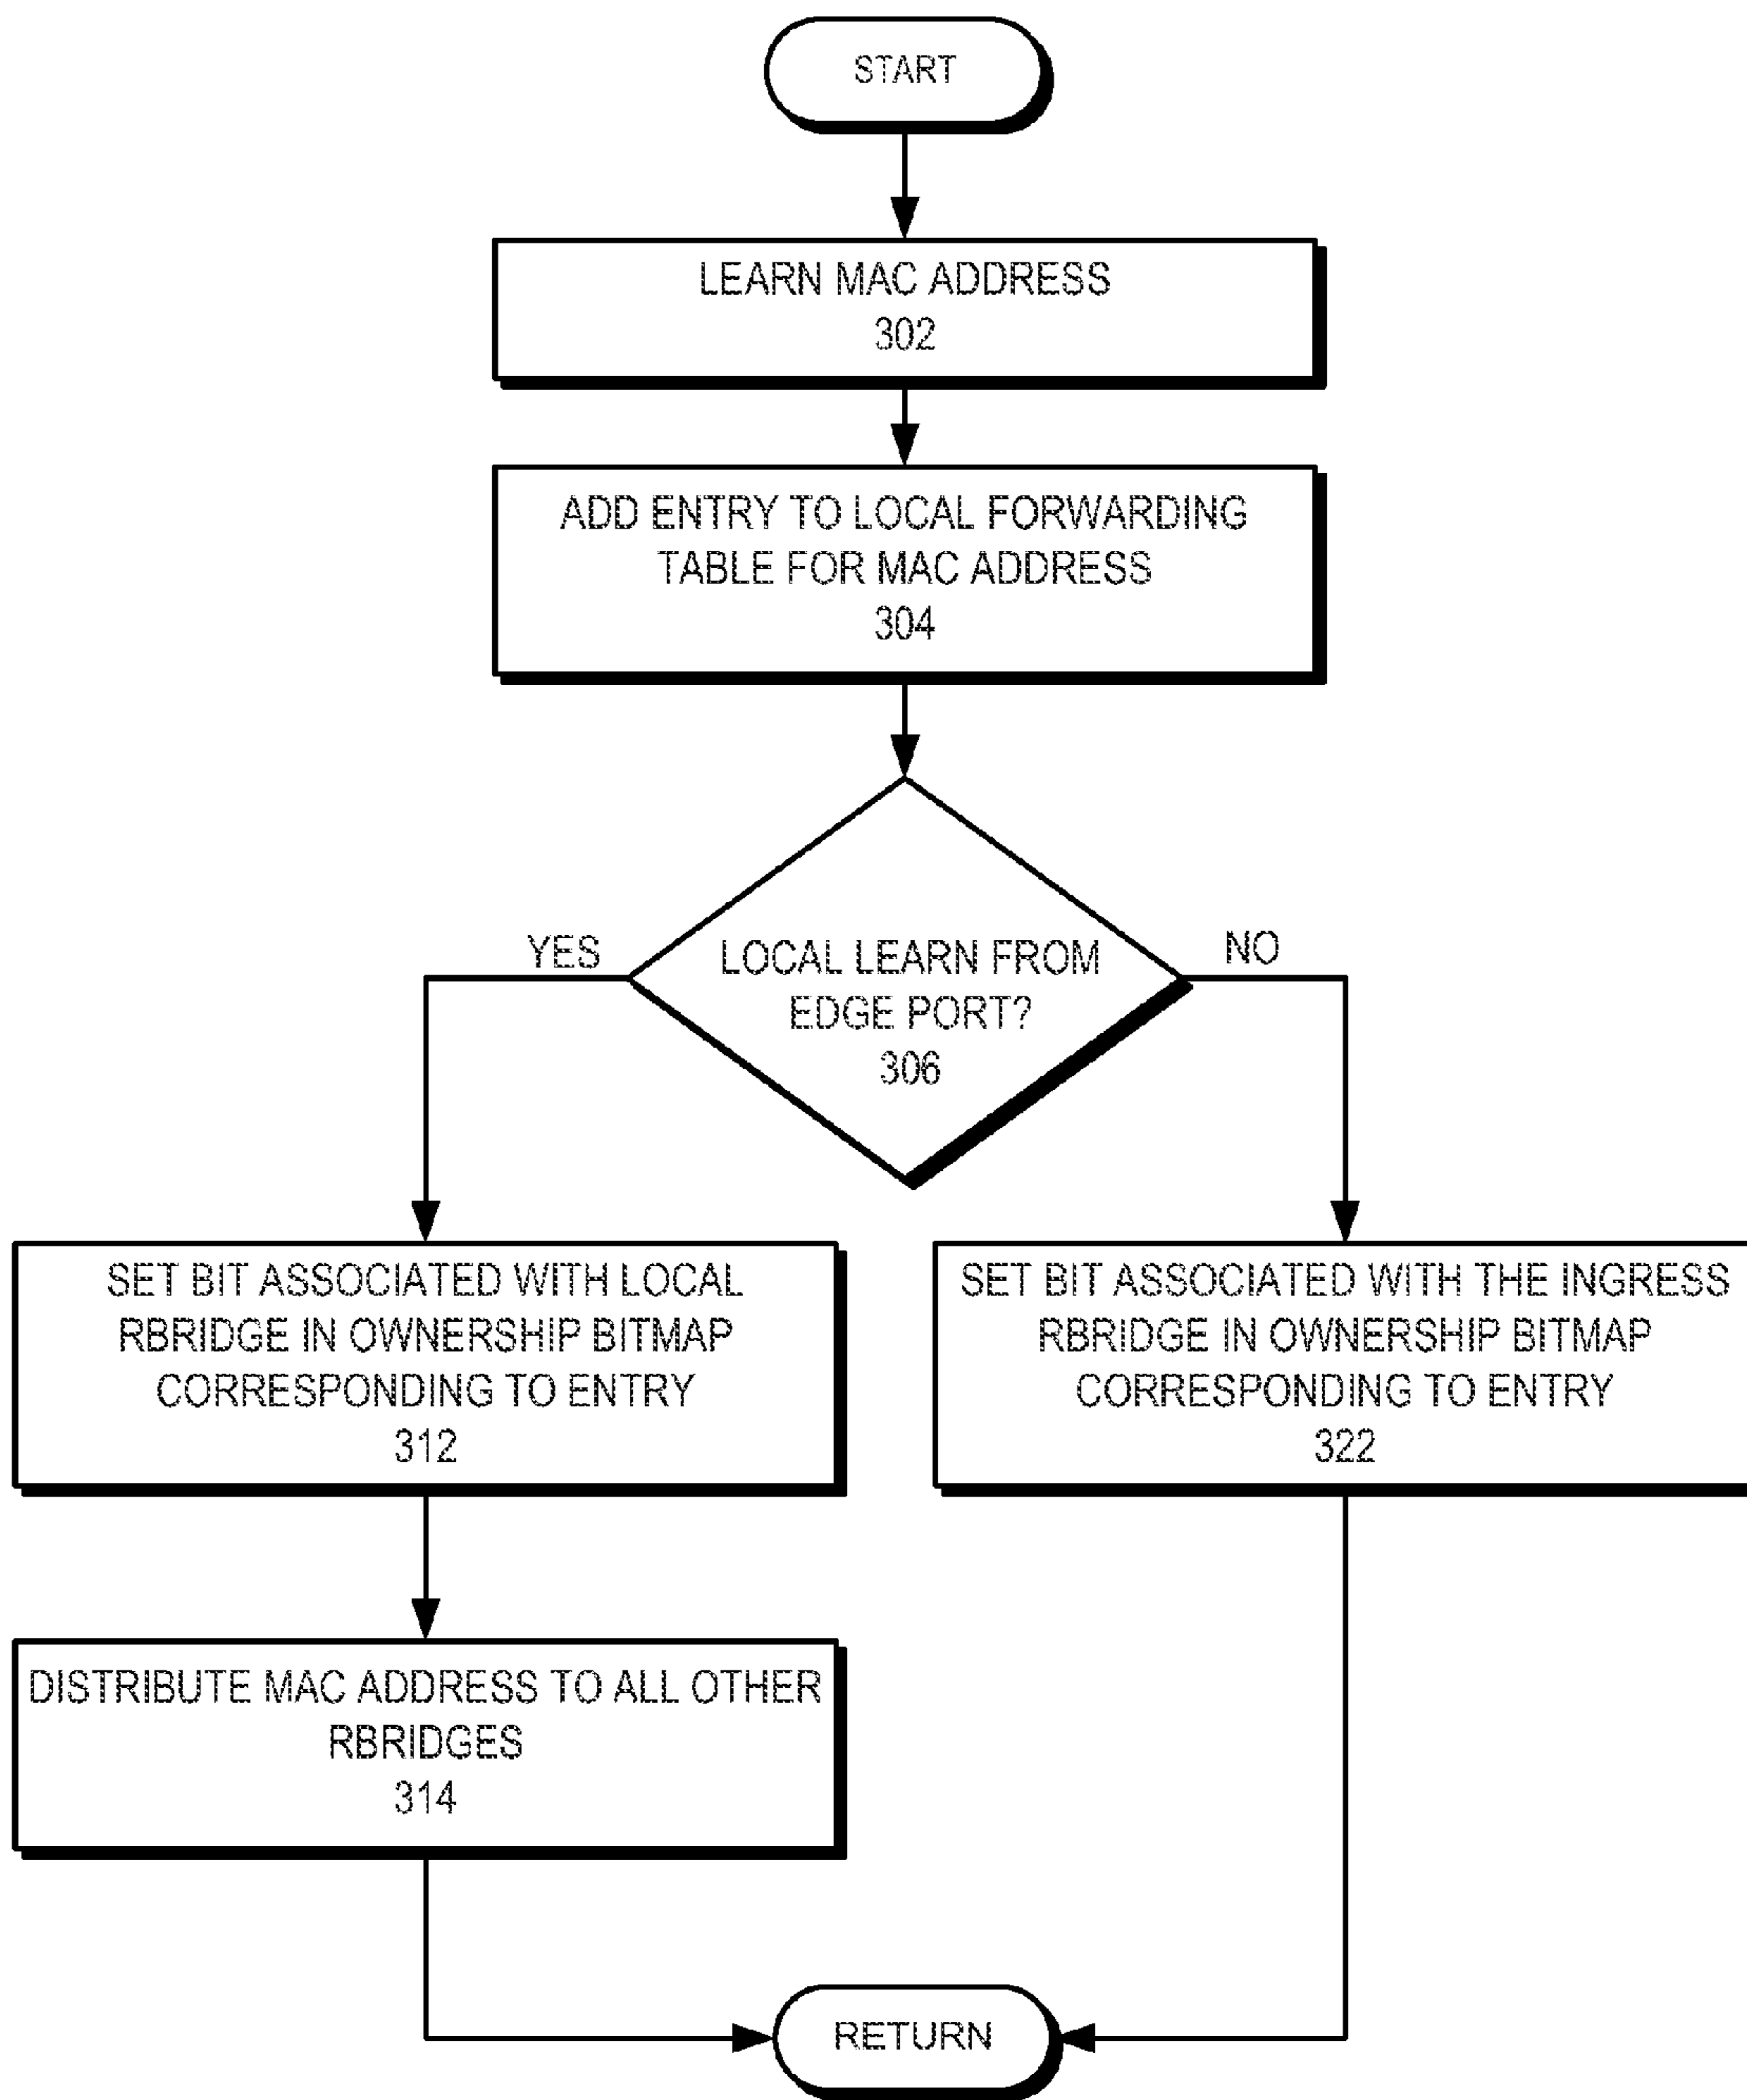 START
LEARN MAC ADDRESS
302
ADD ENTRY TO LOCAL FORWARDING
TABLE FOR MAC ADDRESS
304
LOCAL LEARN FROM
EDGE PORT?
306
YES
NO
SET BIT ASSOCIATED WITH LOCAL
RBRIDGE IN OWNERSHIP BITMAP
CORRESPONDING TO ENTRY
312
SET BIT ASSOCIATED WITH THE INGRESS
RBRIDGE IN OWNERSHIP BITMAP
CORRESPONDING TO ENTRY
322
DISTRIBUTE MAC ADDRESS TO ALL OTHER
RBRIDGES
314
RETURN